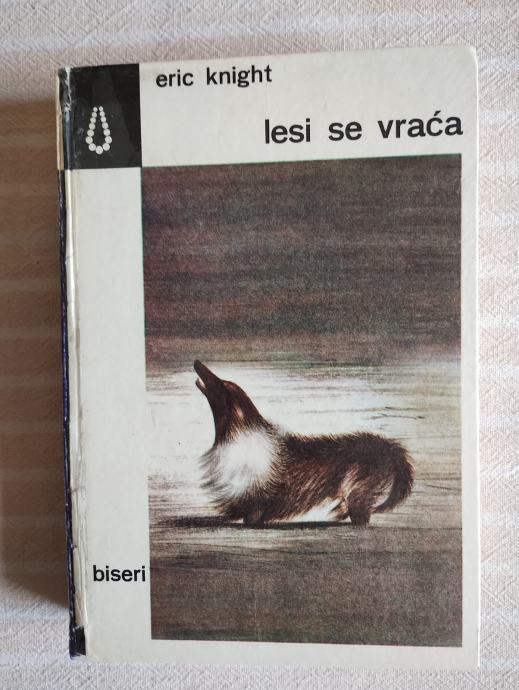 eric knight
lesi se vraća
biseri